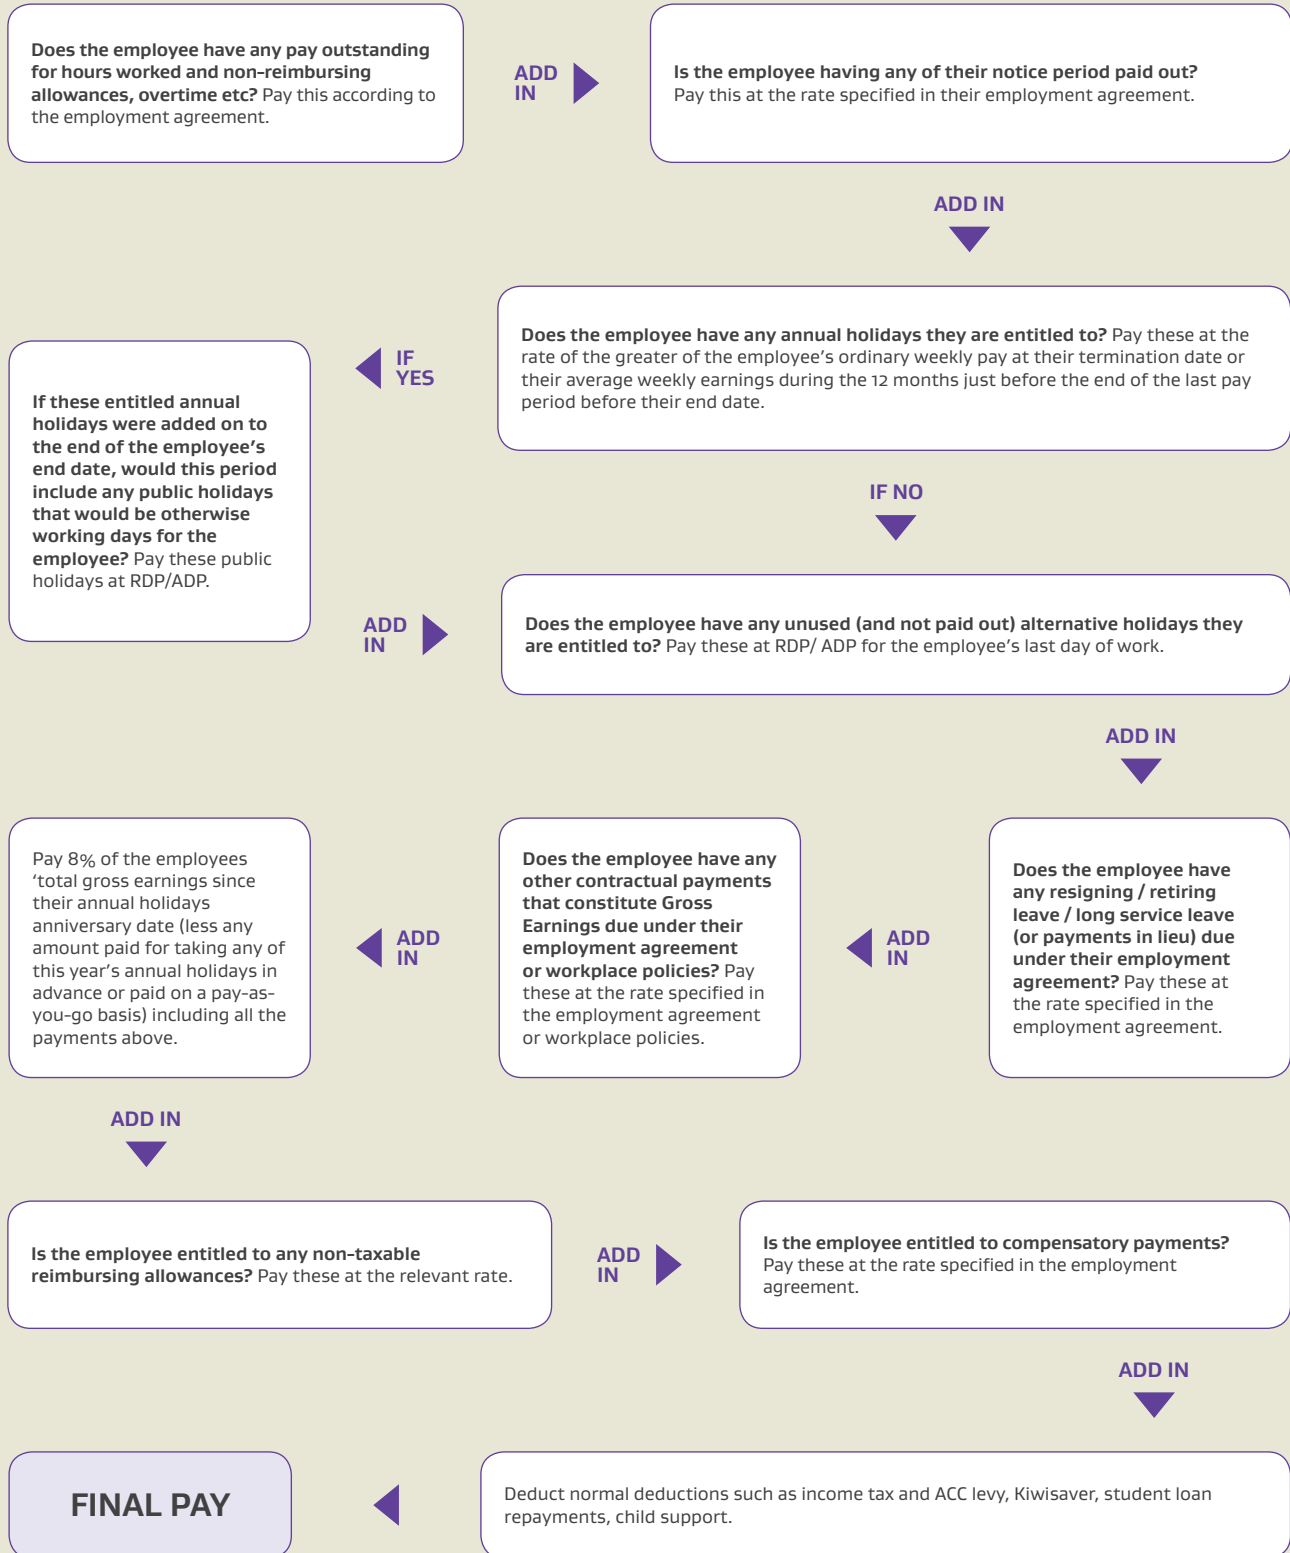 Does the employee have any pay outstanding
for hours worked and non-reimbursing
allowances, overtime etc? Pay this according to
the employment agreement.
ADD
IN
Is the employee having any of their notice period paid out?
Pay this at the rate specified in their employment agreement.
ADD IN
Does the employee have any annual holidays they are entitled to? Pay these at the
rate of the greater of the employee's ordinary weekly pay at their termination date or
their average weekly earnings during the 12 months just before the end of the last pay
period before their end date.
IF
YES
If these entitled annual
holidays were added on to
the end of the employee's
end date, would this period
include any public holidays
that would be otherwise
working days for the
employee? Pay these public
holidays at RDP/ADP.
IF NO
ADD
IN
Does the employee have any unused (and not paid out) alternative holidays they
are entitled to? Pay these at RDP/ ADP for the employee's last day of work.
ADD IN
Does the employee have
any resigning / retiring
leave / long service leave
(or payments in lieu) due
under their employment
agreement? Pay these at
the rate specified in the
employment agreement.
ADD
IN
Does the employee have any
other contractual payments
that constitute Gross
Earnings due under their
employment agreement
or workplace policies? Pay
these at the rate specified in
the employment agreement
or workplace policies.
ADD
IN
Pay 8% of the employees
'total gross earnings since
their annual holidays
anniversary date (less any
amount paid for taking any of
this year's annual holidays in
advance or paid on a pay-as-
you-go basis) including all the
payments above.
ADD IN
Is the employee entitled to any non-taxable
reimbursing allowances? Pay these at the relevant rate.
ADD
IN
Is the employee entitled to compensatory payments?
Pay these at the rate specified in the employment
agreement.
ADD IN
Deduct normal deductions such as income tax and ACC levy, Kiwisaver, student loan
repayments, child support.
FINAL PAY